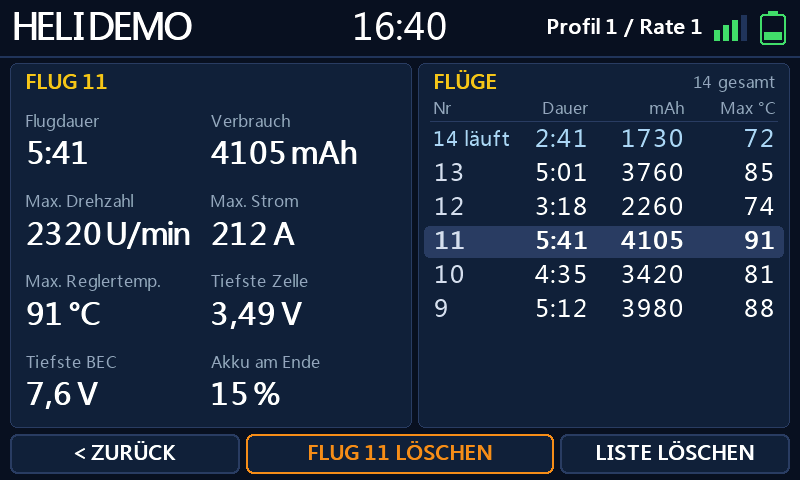 HELI DEMO 16:40 Profil 1 / Rate 1
FLUG 11
Flugdauer Verbrauch
5:41 4105 mAh
Max. Drehzahl Max. Strom
2320 U/min 212 A
Max. Reglertemp. Tiefste Zelle
91 °C 3,49 V
Tiefste BEC Akku am Ende
7,6 V 15 %
FLÜGE 14 gesamt
Nr Dauer mAh Max °C
14 läuft 2:41 1730 72
13 5:01 3760 85
12 3:18 2260 74
11 5:41 4105 91
10 4:35 3420 81
9 5:12 3980 88
< ZURÜCK FLUG 11 LÖSCHEN LISTE LÖSCHEN